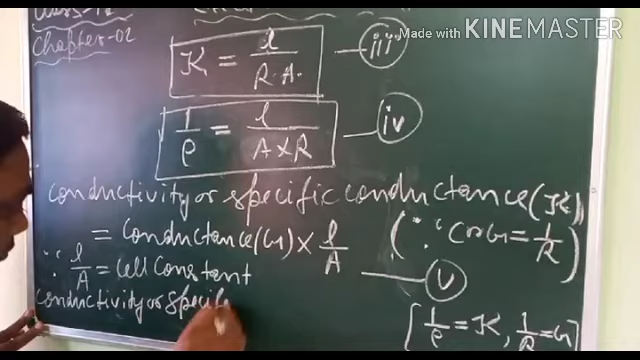 Made with KINEMASTER
Chapter-02
K = l / R·A· — iii
1/ρ = l / A×R — iv
Conductivity or specific conductance (K)
= Conductance(G) × l/A (∵ C or G = 1/R)
∵ l/A = Cell Constant — v
Conductivity or specific
[1/ρ = K, 1/R = G]